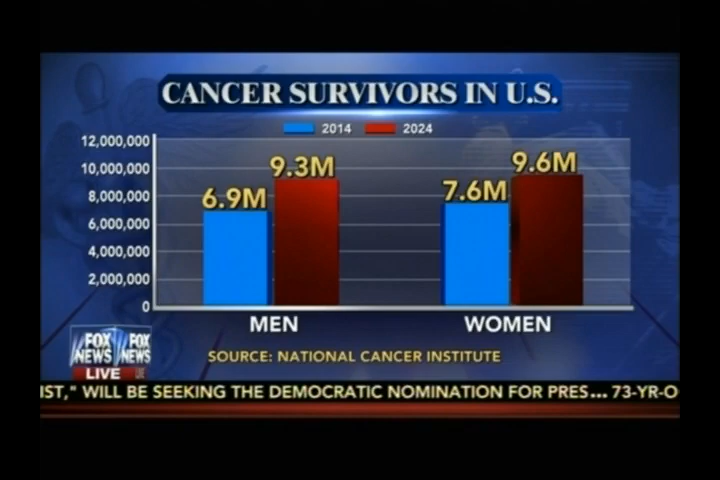 CANCER SURVIVORS IN U.S.
2014 2024
12,000,000
10,000,000
8,000,000
6,000,000
4,000,000
2,000,000
0
6.9M
9.3M
7.6M
9.6M
MEN WOMEN
FOX NEWS FOX NEWS
LIVE
SOURCE: NATIONAL CANCER INSTITUTE
IST," WILL BE SEEKING THE DEMOCRATIC NOMINATION FOR PRES... 73-YR-O